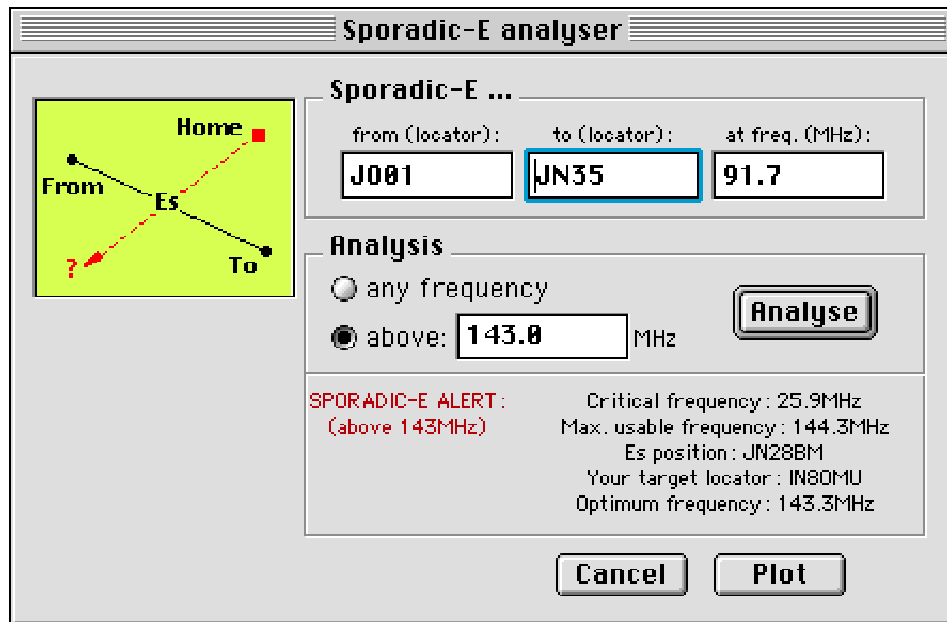 Sporadic-E analyser
Home
From
Es
?
To
Sporadic-E ...
from (locator): to (locator): at freq. (MHz):
JO01 JN35 91.7
Analysis
any frequency
above: 143.0 MHz
Analyse
SPORADIC-E ALERT:
(above 143MHz)
Critical frequency: 25.9MHz
Max. usable frequency: 144.3MHz
Es position: JN28BM
Your target locator: IN80MU
Optimum frequency: 143.3MHz
Cancel Plot